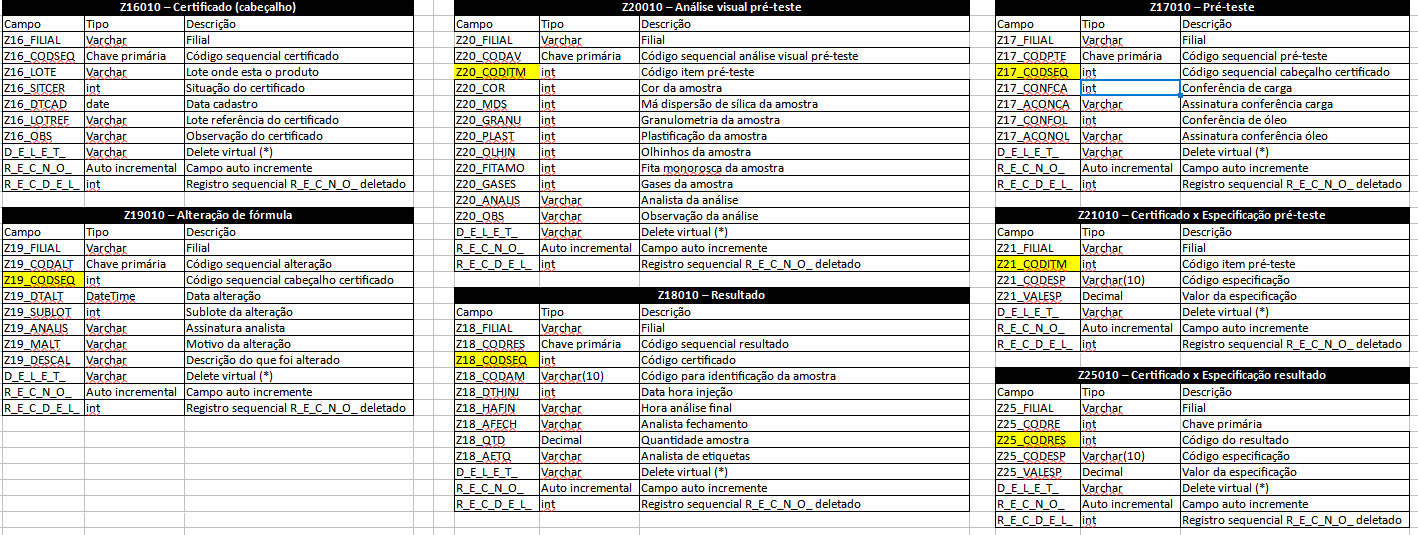 Z16010 – Certificado (cabeçalho)
Campo Tipo Descrição
Z16_FILIAL Varchar Filial
Z16_CODSEQ Chave primária Código sequencial certificado
Z16_LOTE Varchar Lote onde esta o produto
Z16_SITCER int Situação do certificado
Z16_DTCAD date Data cadastro
Z16_LOTREF Varchar Lote referência do certificado
Z16_OBS Varchar Observação do certificado
D_E_L_E_T_ Varchar Delete virtual (*)
R_E_C_N_O_ Auto incremental Campo auto incremente
R_E_C_D_E_L_ int Registro sequencial R_E_C_N_O_ deletado
Z19010 – Alteração de fórmula
Campo Tipo Descrição
Z19_FILIAL Varchar Filial
Z19_CODALT Chave primária Código sequencial alteração
Z19_CODSEQ int Código sequencial cabeçalho certificado
Z19_DTALT DateTime Data alteração
Z19_SUBLOT int Sublote da alteração
Z19_ANALIS Varchar Assinatura analista
Z19_MALT Varchar Motivo da alteração
Z19_DESCAL Varchar Descrição do que foi alterado
D_E_L_E_T_ Varchar Delete virtual (*)
R_E_C_N_O_ Auto incremental Campo auto incremente
R_E_C_D_E_L_ int Registro sequencial R_E_C_N_O_ deletado
Z20010 – Análise visual pré-teste
Campo Tipo Descrição
Z20_FILIAL Varchar Filial
Z20_CODAV Chave primária Código sequencial análise visual pré-teste
Z20_CODITM int Código item pré-teste
Z20_COR int Cor da amostra
Z20_MDS int Má dispersão de sílica da amostra
Z20_GRANU int Granulometria da amostra
Z20_PLAST int Plastificação da amostra
Z20_OLHIN int Olhinhos da amostra
Z20_FITAMO int Fita monorosca da amostra
Z20_GASES int Gases da amostra
Z20_ANALIS Varchar Analista da análise
Z20_OBS Varchar Observação da análise
D_E_L_E_T_ Varchar Delete virtual (*)
R_E_C_N_O_ Auto incremental Campo auto incremente
R_E_C_D_E_L_ int Registro sequencial R_E_C_N_O_ deletado
Z18010 – Resultado
Campo Tipo Descrição
Z18_FILIAL Varchar Filial
Z18_CODRES Chave primária Código sequencial resultado
Z18_CODSEQ int Código certificado
Z18_CODAM Varchar(10) Código para identificação da amostra
Z18_DTHINJ int Data hora injeção
Z18_HAFIN Varchar Hora análise final
Z18_AFECH Varchar Analista fechamento
Z18_QTD Decimal Quantidade amostra
Z18_AETQ Varchar Analista de etiquetas
D_E_L_E_T_ Varchar Delete virtual (*)
R_E_C_N_O_ Auto incremental Campo auto incremente
R_E_C_D_E_L_ int Registro sequencial R_E_C_N_O_ deletado
Z17010 – Pré-teste
Campo Tipo Descrição
Z17_FILIAL Varchar Filial
Z17_CODPTE Chave primária Código sequencial pré-teste
Z17_CODSEQ int Código sequencial cabeçalho certificado
Z17_CONFCA int Conferência de carga
Z17_ACONCA Varchar Assinatura conferência carga
Z17_CONFOL int Conferência de óleo
Z17_ACONOL Varchar Assinatura conferência óleo
D_E_L_E_T_ Varchar Delete virtual (*)
R_E_C_N_O_ Auto incremental Campo auto incremente
R_E_C_D_E_L_ int Registro sequencial R_E_C_N_O_ deletado
Z21010 – Certificado x Especificação pré-teste
Campo Tipo Descrição
Z21_FILIAL Varchar Filial
Z21_CODITM int Código item pré-teste
Z21_CODESP Varchar(10) Código especificação
Z21_VALESP Decimal Valor da especificação
D_E_L_E_T_ Varchar Delete virtual (*)
R_E_C_N_O_ Auto incremental Campo auto incremente
R_E_C_D_E_L_ int Registro sequencial R_E_C_N_O_ deletado
Z25010 – Certificado x Especificação resultado
Campo Tipo Descrição
Z25_FILIAL Varchar Filial
Z25_CODRE int Chave primária
Z25_CODRES int Código do resultado
Z25_CODESP Varchar(10) Código especificação
Z25_VALESP Decimal Valor da especificação
D_E_L_E_T_ Varchar Delete virtual (*)
R_E_C_N_O_ Auto incremental Campo auto incremente
R_E_C_D_E_L_ int Registro sequencial R_E_C_N_O_ deletado